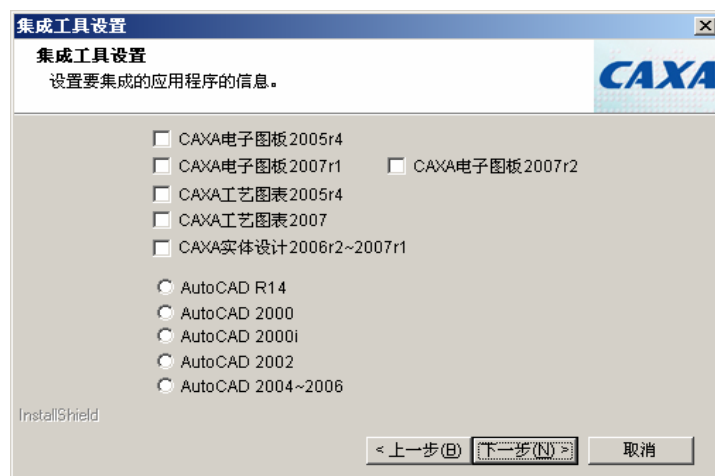 集成工具设置
集成工具设置
设置要集成的应用程序的信息。
CAXA
CAXA电子图板2005r4
CAXA电子图板2007r1 CAXA电子图板2007r2
CAXA工艺图表2005r4
CAXA工艺图表2007
CAXA实体设计2006r2~2007r1
AutoCAD R14
AutoCAD 2000
AutoCAD 2000i
AutoCAD 2002
AutoCAD 2004~2006
InstallShield
<上一步(B) 下一步(N)> 取消